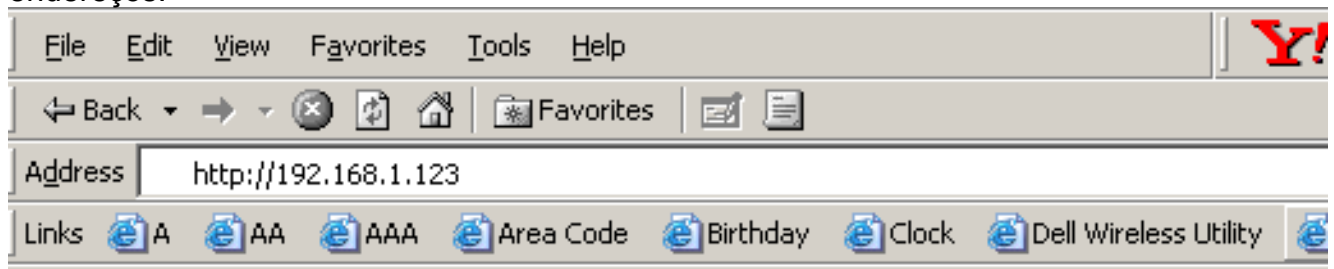 File Edit View Favorites Tools Help Y!
Back Favorites
Address http://192.168.1.123
Links A AA AAA Area Code Birthday Clock Dell Wireless Utility